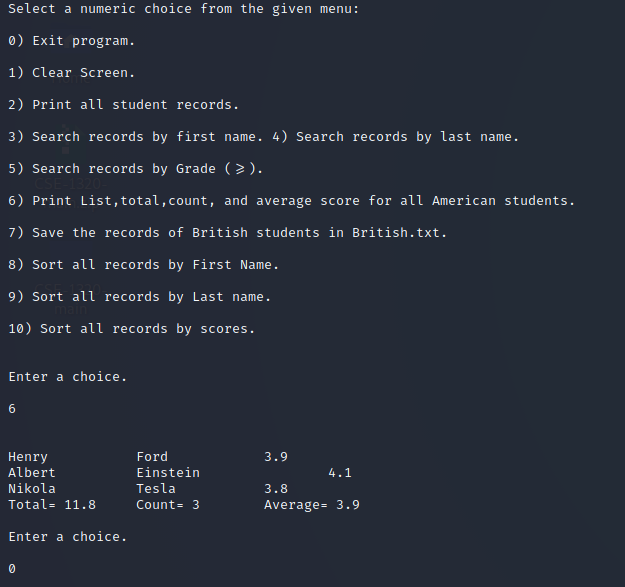 Select a numeric choice from the given menu:
0) Exit program.
1) Clear Screen.
2) Print all student records.
3) Search records by first name. 4) Search records by last name.
5) Search records by Grade (≥).
6) Print List,total,count, and average score for all American students.
7) Save the records of British students in British.txt.
8) Sort all records by First Name.
9) Sort all records by Last name.
10) Sort all records by scores.
Enter a choice.
6
Henry Ford 3.9
Albert Einstein 4.1
Nikola Tesla 3.8
Total= 11.8 Count= 3 Average= 3.9
Enter a choice.
0